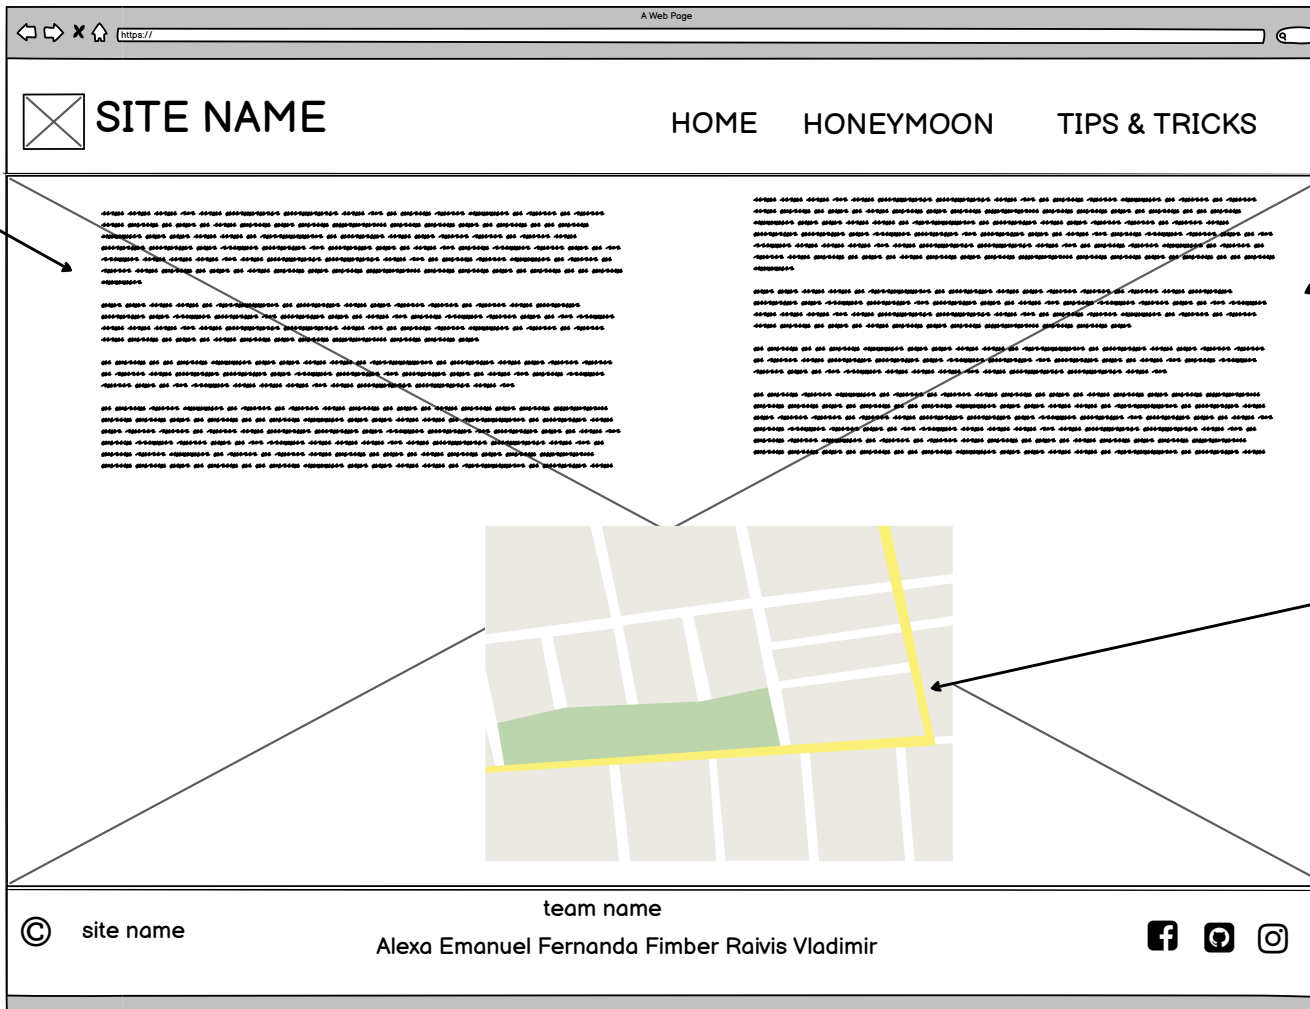 A Web Page
https://
SITE NAME
HOME HONEYMOON TIPS & TRICKS
team name
© site name
Alexa Emanuel Fernanda Fimber Raivis Vladimir